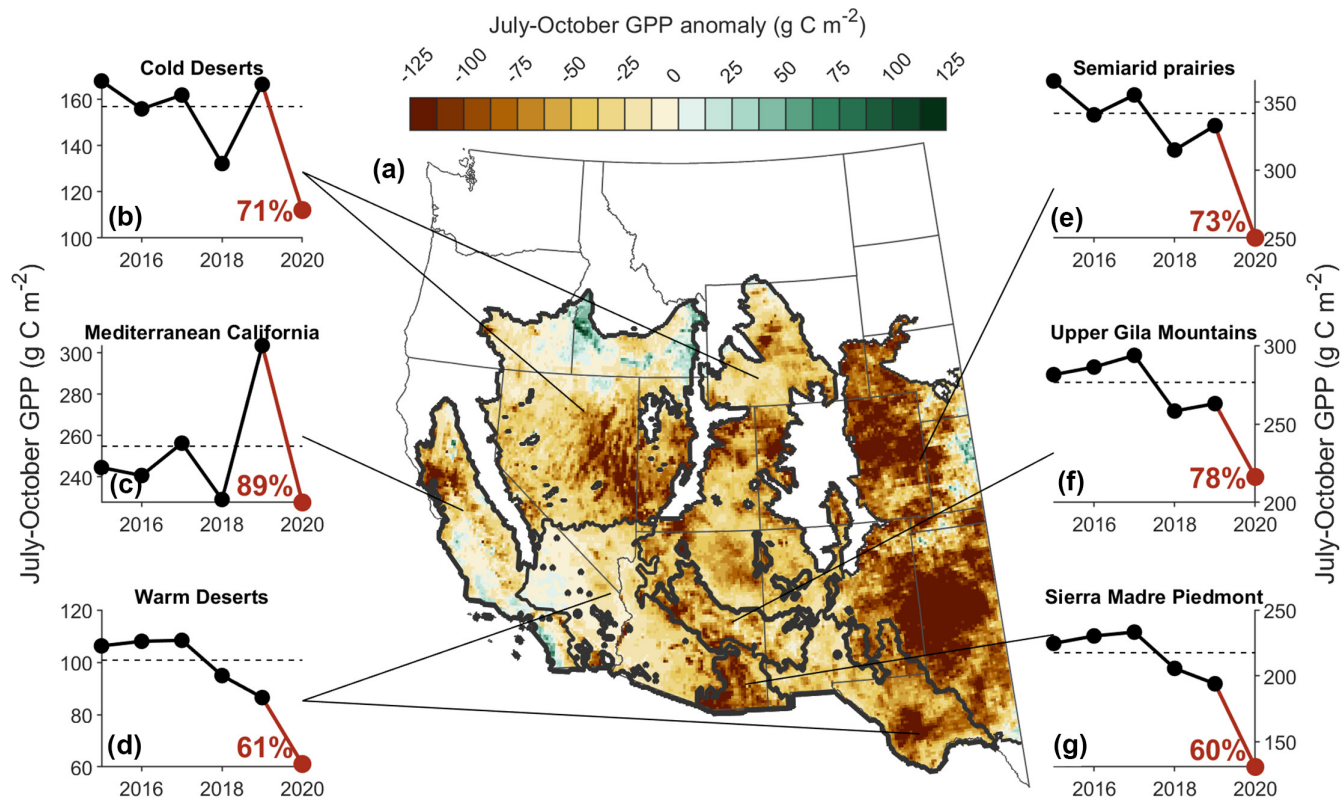 July-October GPP anomaly (g C m-2)
-125 -100 -75 -50 -25 0 25 50 75 100 125
(a)
July-October GPP (g C m-2)
Cold Deserts
160
140
120
100
(b)
71%
2016 2018 2020
Mediterranean California
300
280
260
240
(c)
89%
2016 2018 2020
Warm Deserts
120
100
80
60
(d)
61%
2016 2018 2020
Semiarid prairies
350
300
250
(e)
73%
2016 2018 2020
Upper Gila Mountains
300
250
200
(f)
78%
2016 2018 2020
Sierra Madre Piedmont
250
200
150
(g)
60%
2016 2018 2020
July-October GPP (g C m-2)